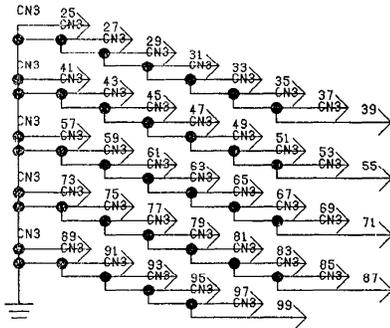 CN3 25
CN3 27
CN3 29
CN3 31
CN3 33
CN3 35
CN3 37
CN3 39
CN3 41
CN3 43
CN3 45
CN3 47
CN3 49
CN3 51
CN3 53
CN3 55
CN3 57
CN3 59
CN3 61
CN3 63
CN3 65
CN3 67
CN3 69
CN3 71
CN3 73
CN3 75
CN3 77
CN3 79
CN3 81
CN3 83
CN3 85
CN3 87
CN3 89
CN3 91
CN3 93
CN3 95
CN3 97
CN3 99